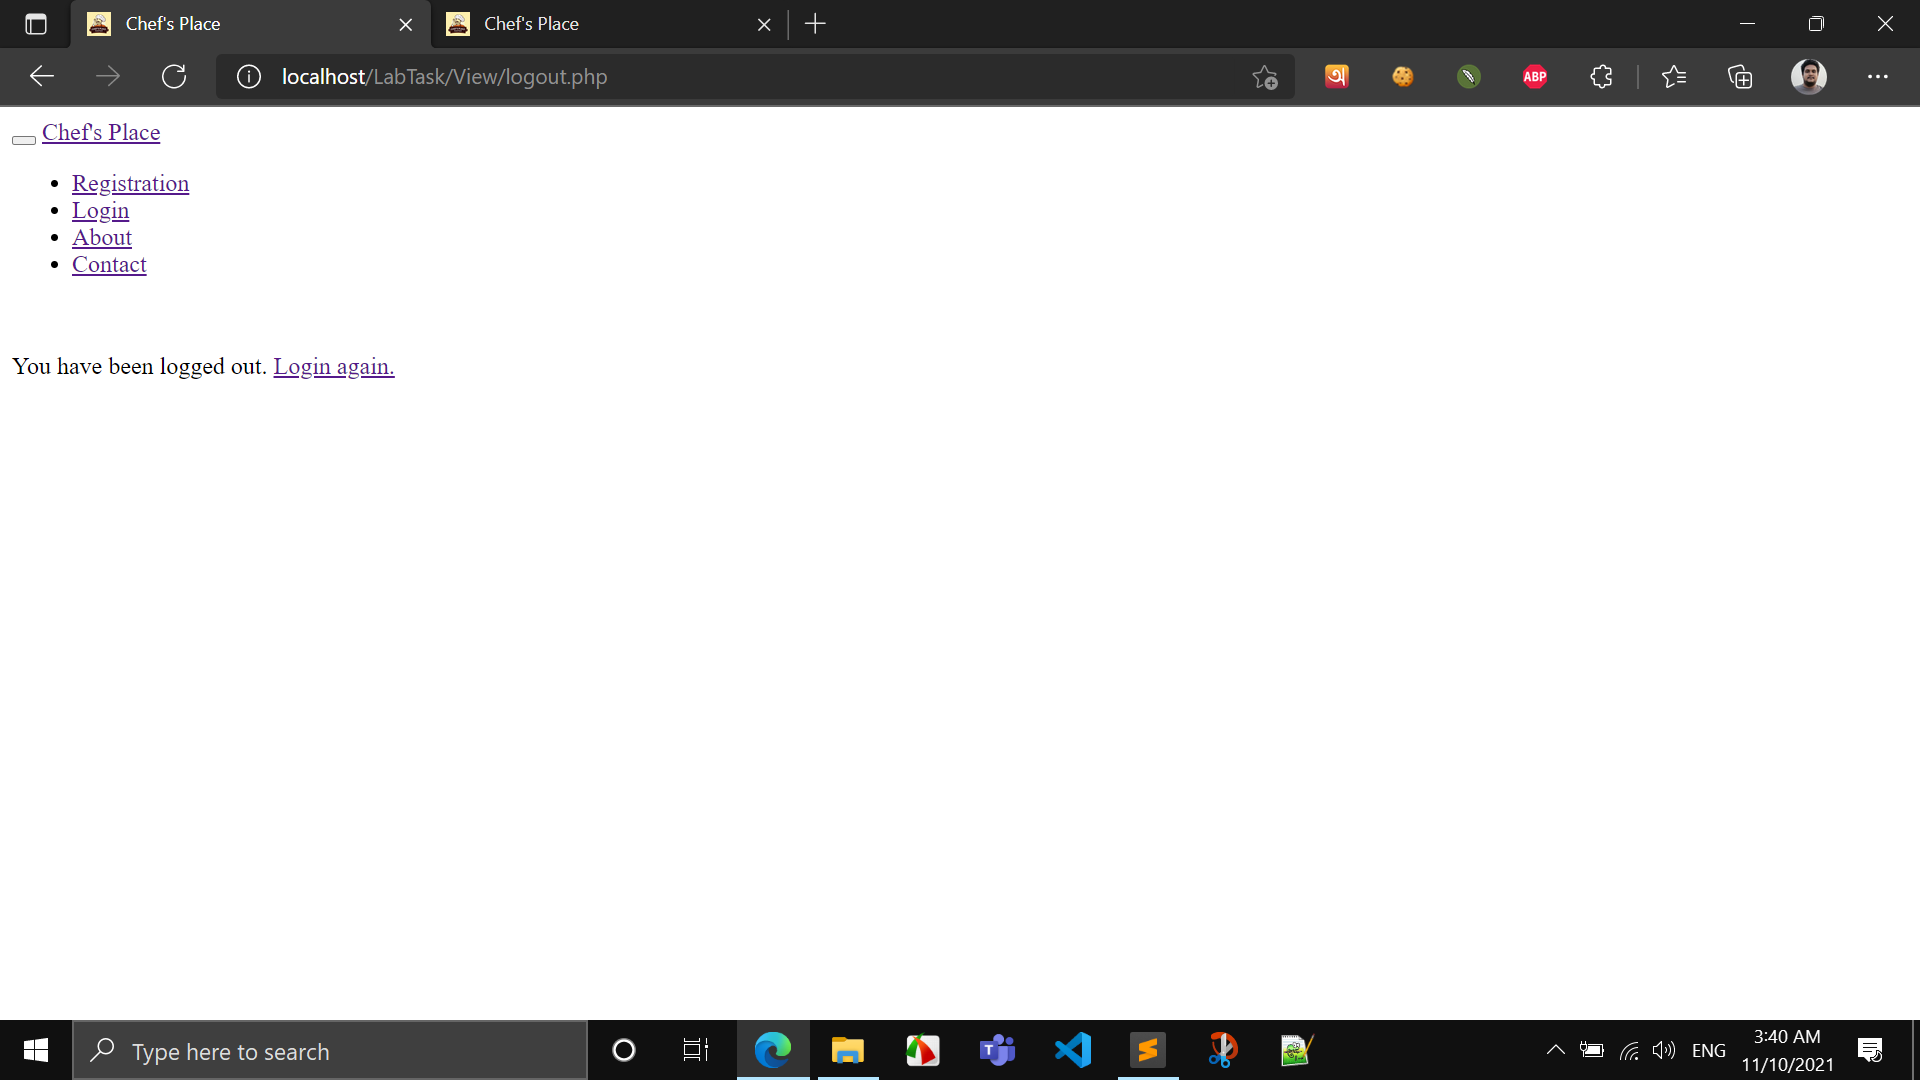 Chef's Place
Chef's Place
localhost/LabTask/View/logout.php
অ
ABP
Chef's Place
Registration
Login
About
Contact
You have been logged out. Login again.
Type here to search
T
ENG
3:40 AM
11/10/2021